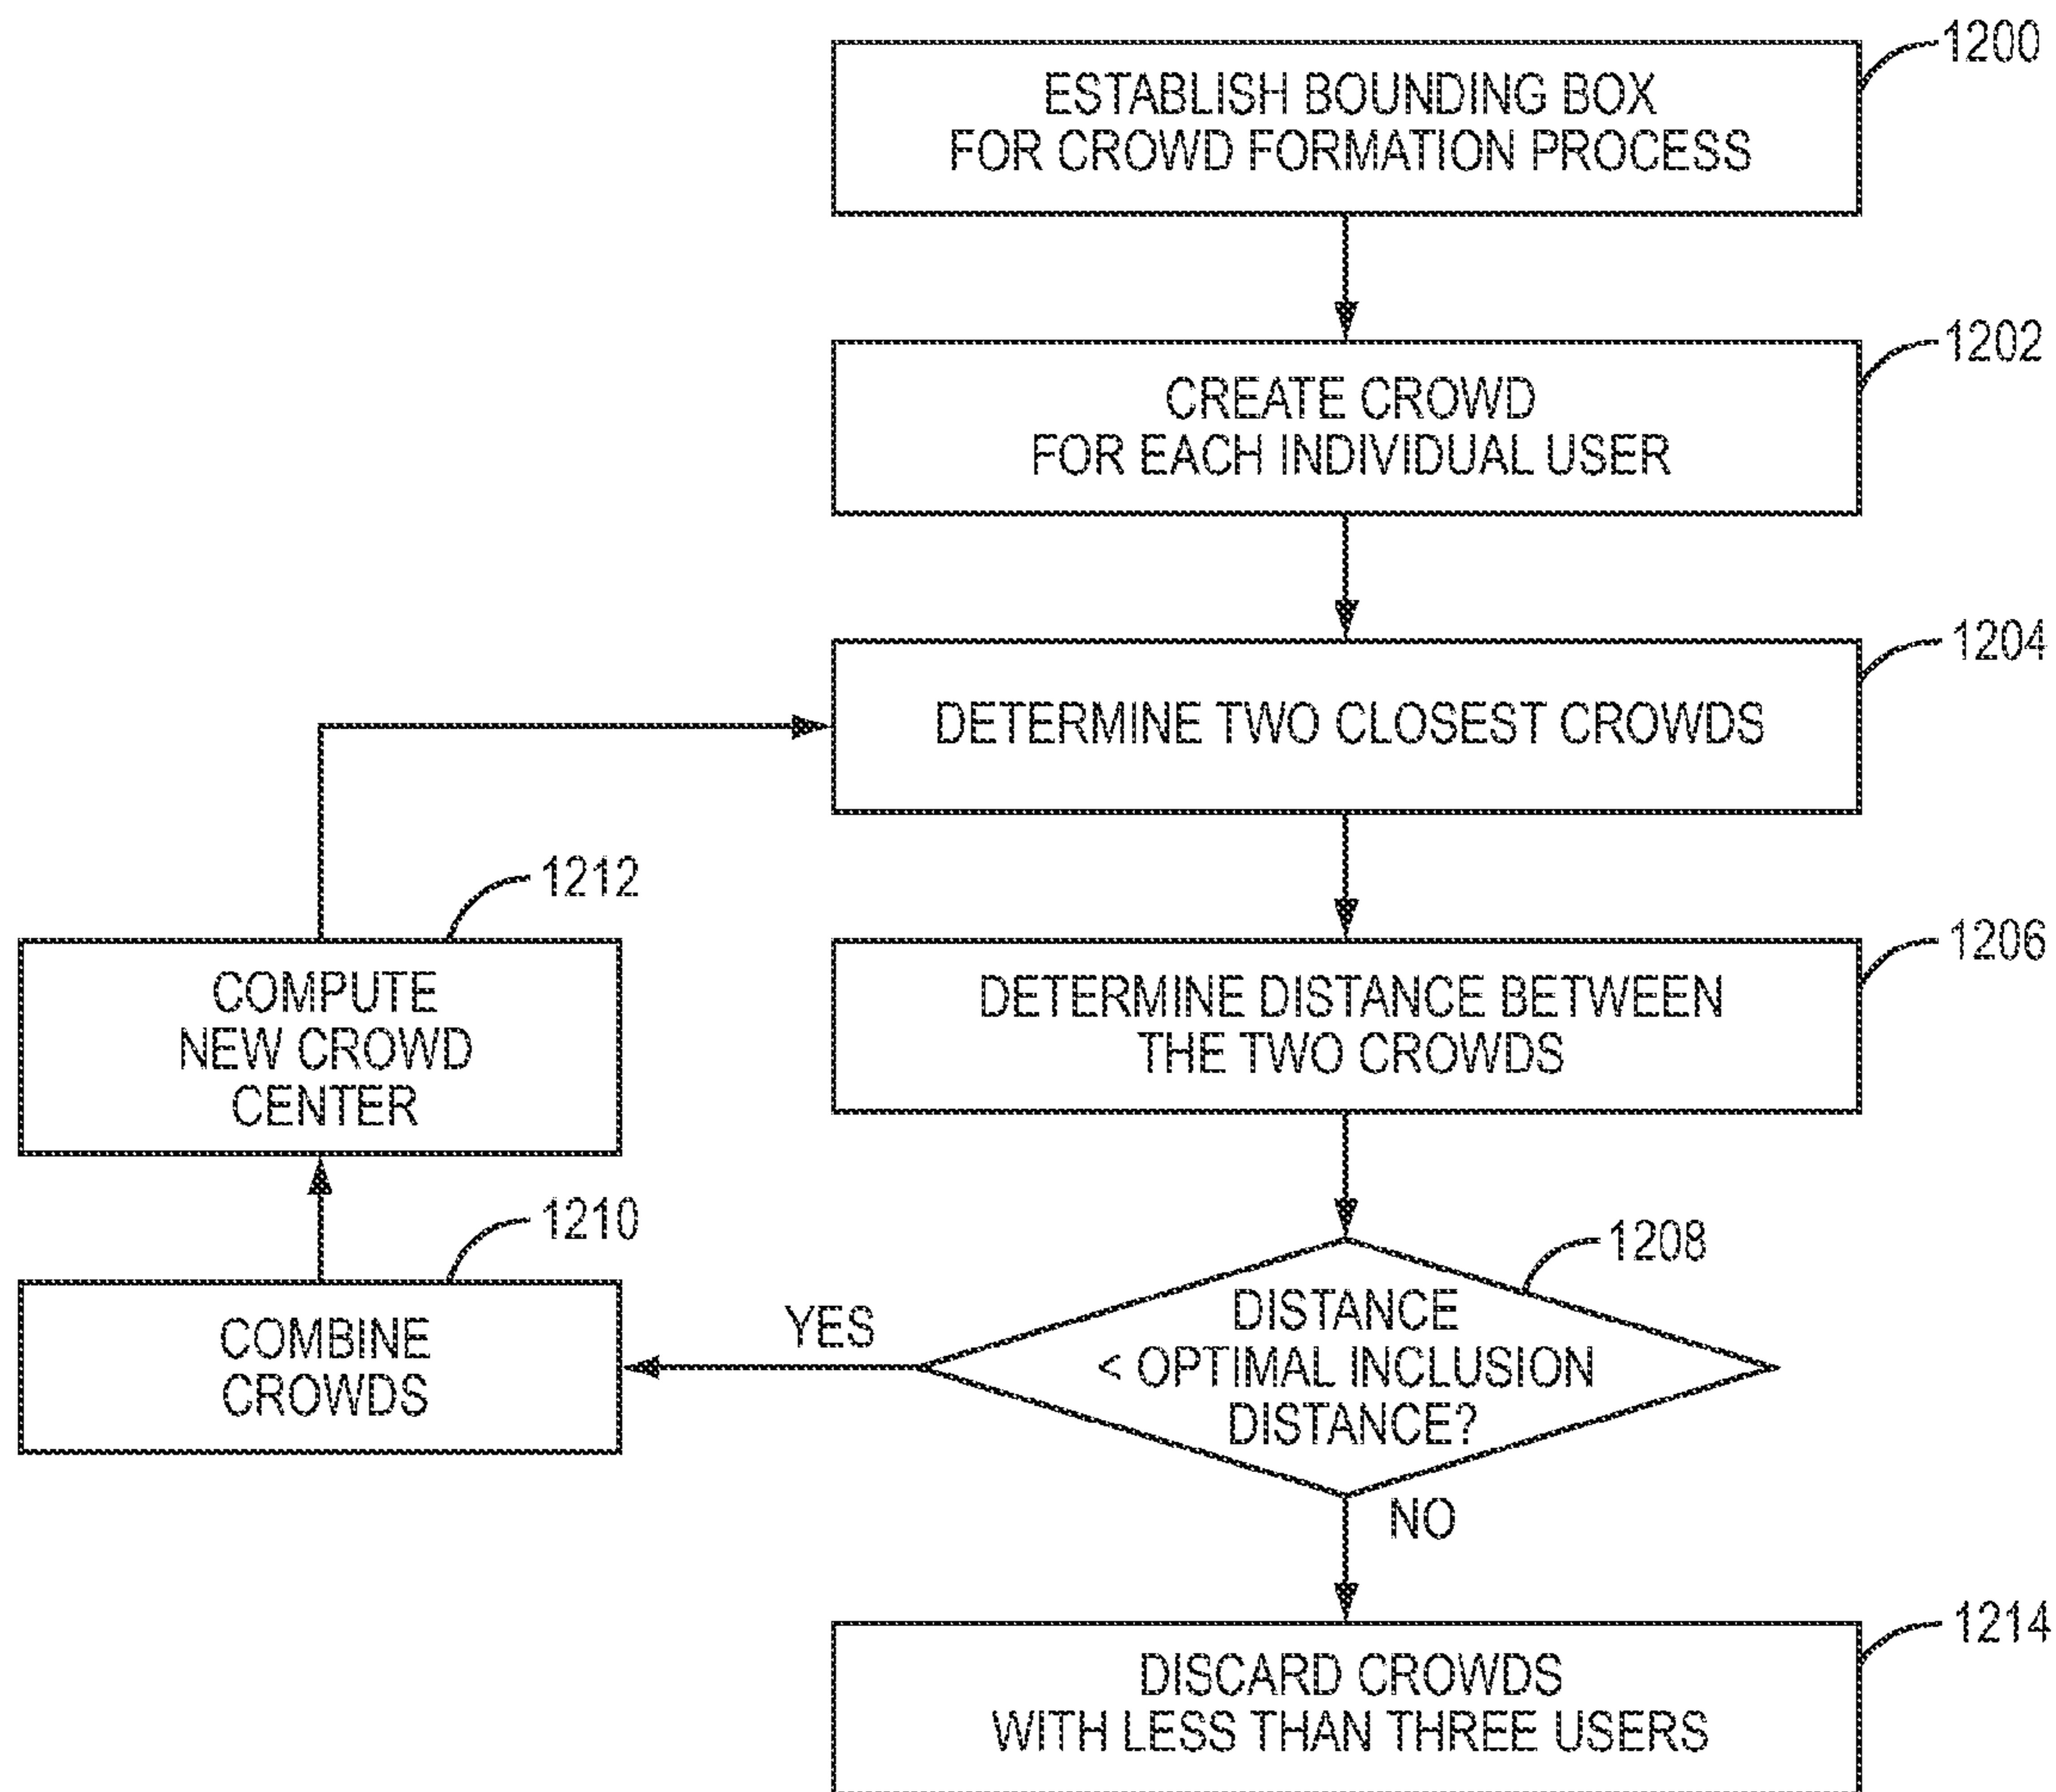 1200
ESTABLISH BOUNDING BOX
FOR CROWD FORMATION PROCESS
1202
CREATE CROWD
FOR EACH INDIVIDUAL USER
1204
DETERMINE TWO CLOSEST CROWDS
1212
COMPUTE
NEW CROWD
CENTER
1206
DETERMINE DISTANCE BETWEEN
THE TWO CROWDS
1210
COMBINE
CROWDS
YES
1208
DISTANCE
< OPTIMAL INCLUSION
DISTANCE?
NO
1214
DISCARD CROWDS
WITH LESS THAN THREE USERS